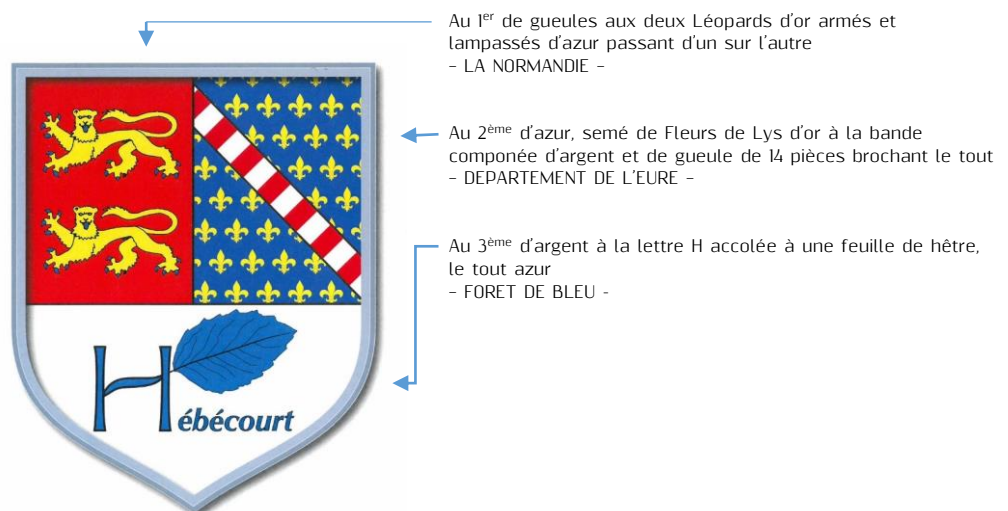 Au 1er de gueules aux deux Léopards d'or armés et
lampassés d'azur passant d'un sur l'autre
- LA NORMANDIE -
Au 2ème d'azur, semé de Fleurs de Lys d'or à la bande
componée d'argent et de gueule de 14 pièces brochant le tout
- DEPARTEMENT DE L'EURE -
Au 3ème d'argent à la lettre H accolée à une feuille de hêtre,
le tout azur
- FORET DE BLEU -
Hébécourt